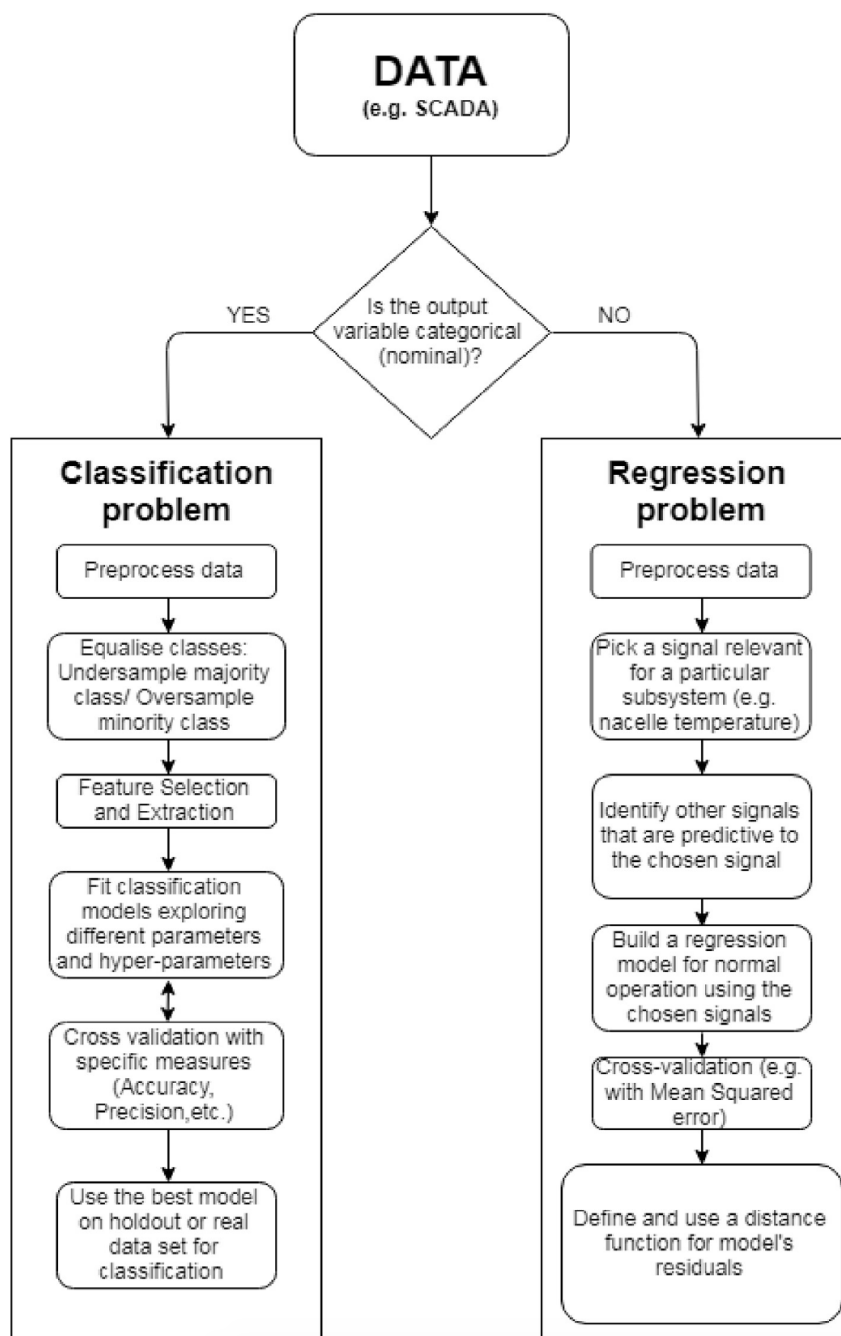 DATA
(e.g. SCADA)
Is the output
variable categorical
(nominal)?
YES
NO
Classification
problem
Preprocess data
Equalise classes:
Undersample majority
class/ Oversample
minority class
Feature Selection
and Extraction
Fit classification
models exploring
different parameters
and hyper-parameters
Cross validation with
specific measures
(Accuracy,
Precision,etc.)
Use the best model
on holdout or real
data set for
classification
Regression
problem
Preprocess data
Pick a signal relevant
for a particular
subsystem (e.g.
nacelle temperature)
Identify other signals
that are predictive to
the chosen signal
Build a regression
model for normal
operation using the
chosen signals
Cross-validation (e.g.
with Mean Squared
error)
Define and use a distance
function for model's
residuals